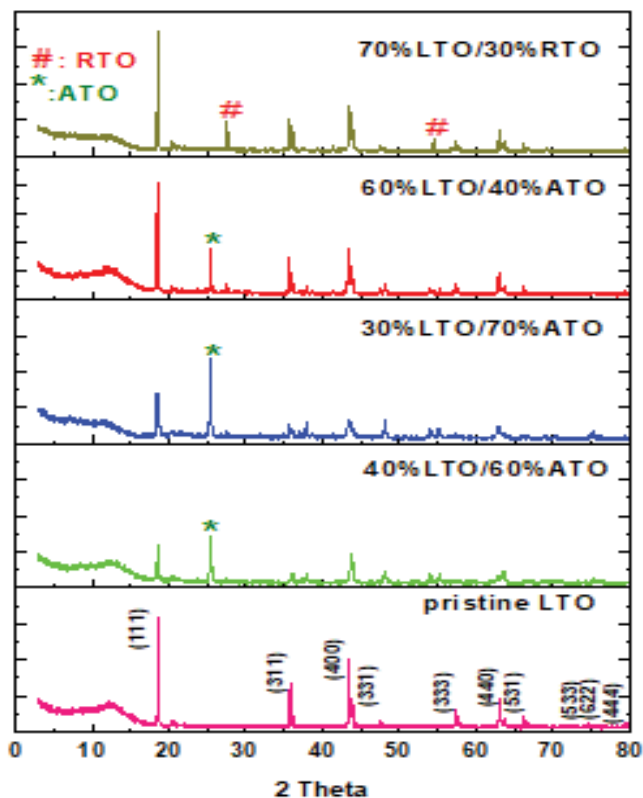 70%LTO/30%RTO
#: RTO
*:ATO
#
#
60%LTO/40%ATO
*
30%LTO/70%ATO
*
40%LTO/60%ATO
*
pristine LTO
(111)
(311)
(400)
(331)
(333)
(440)
(531)
(533)
(622)
(444)
0 10 20 30 40 50 60 70 80
2 Theta